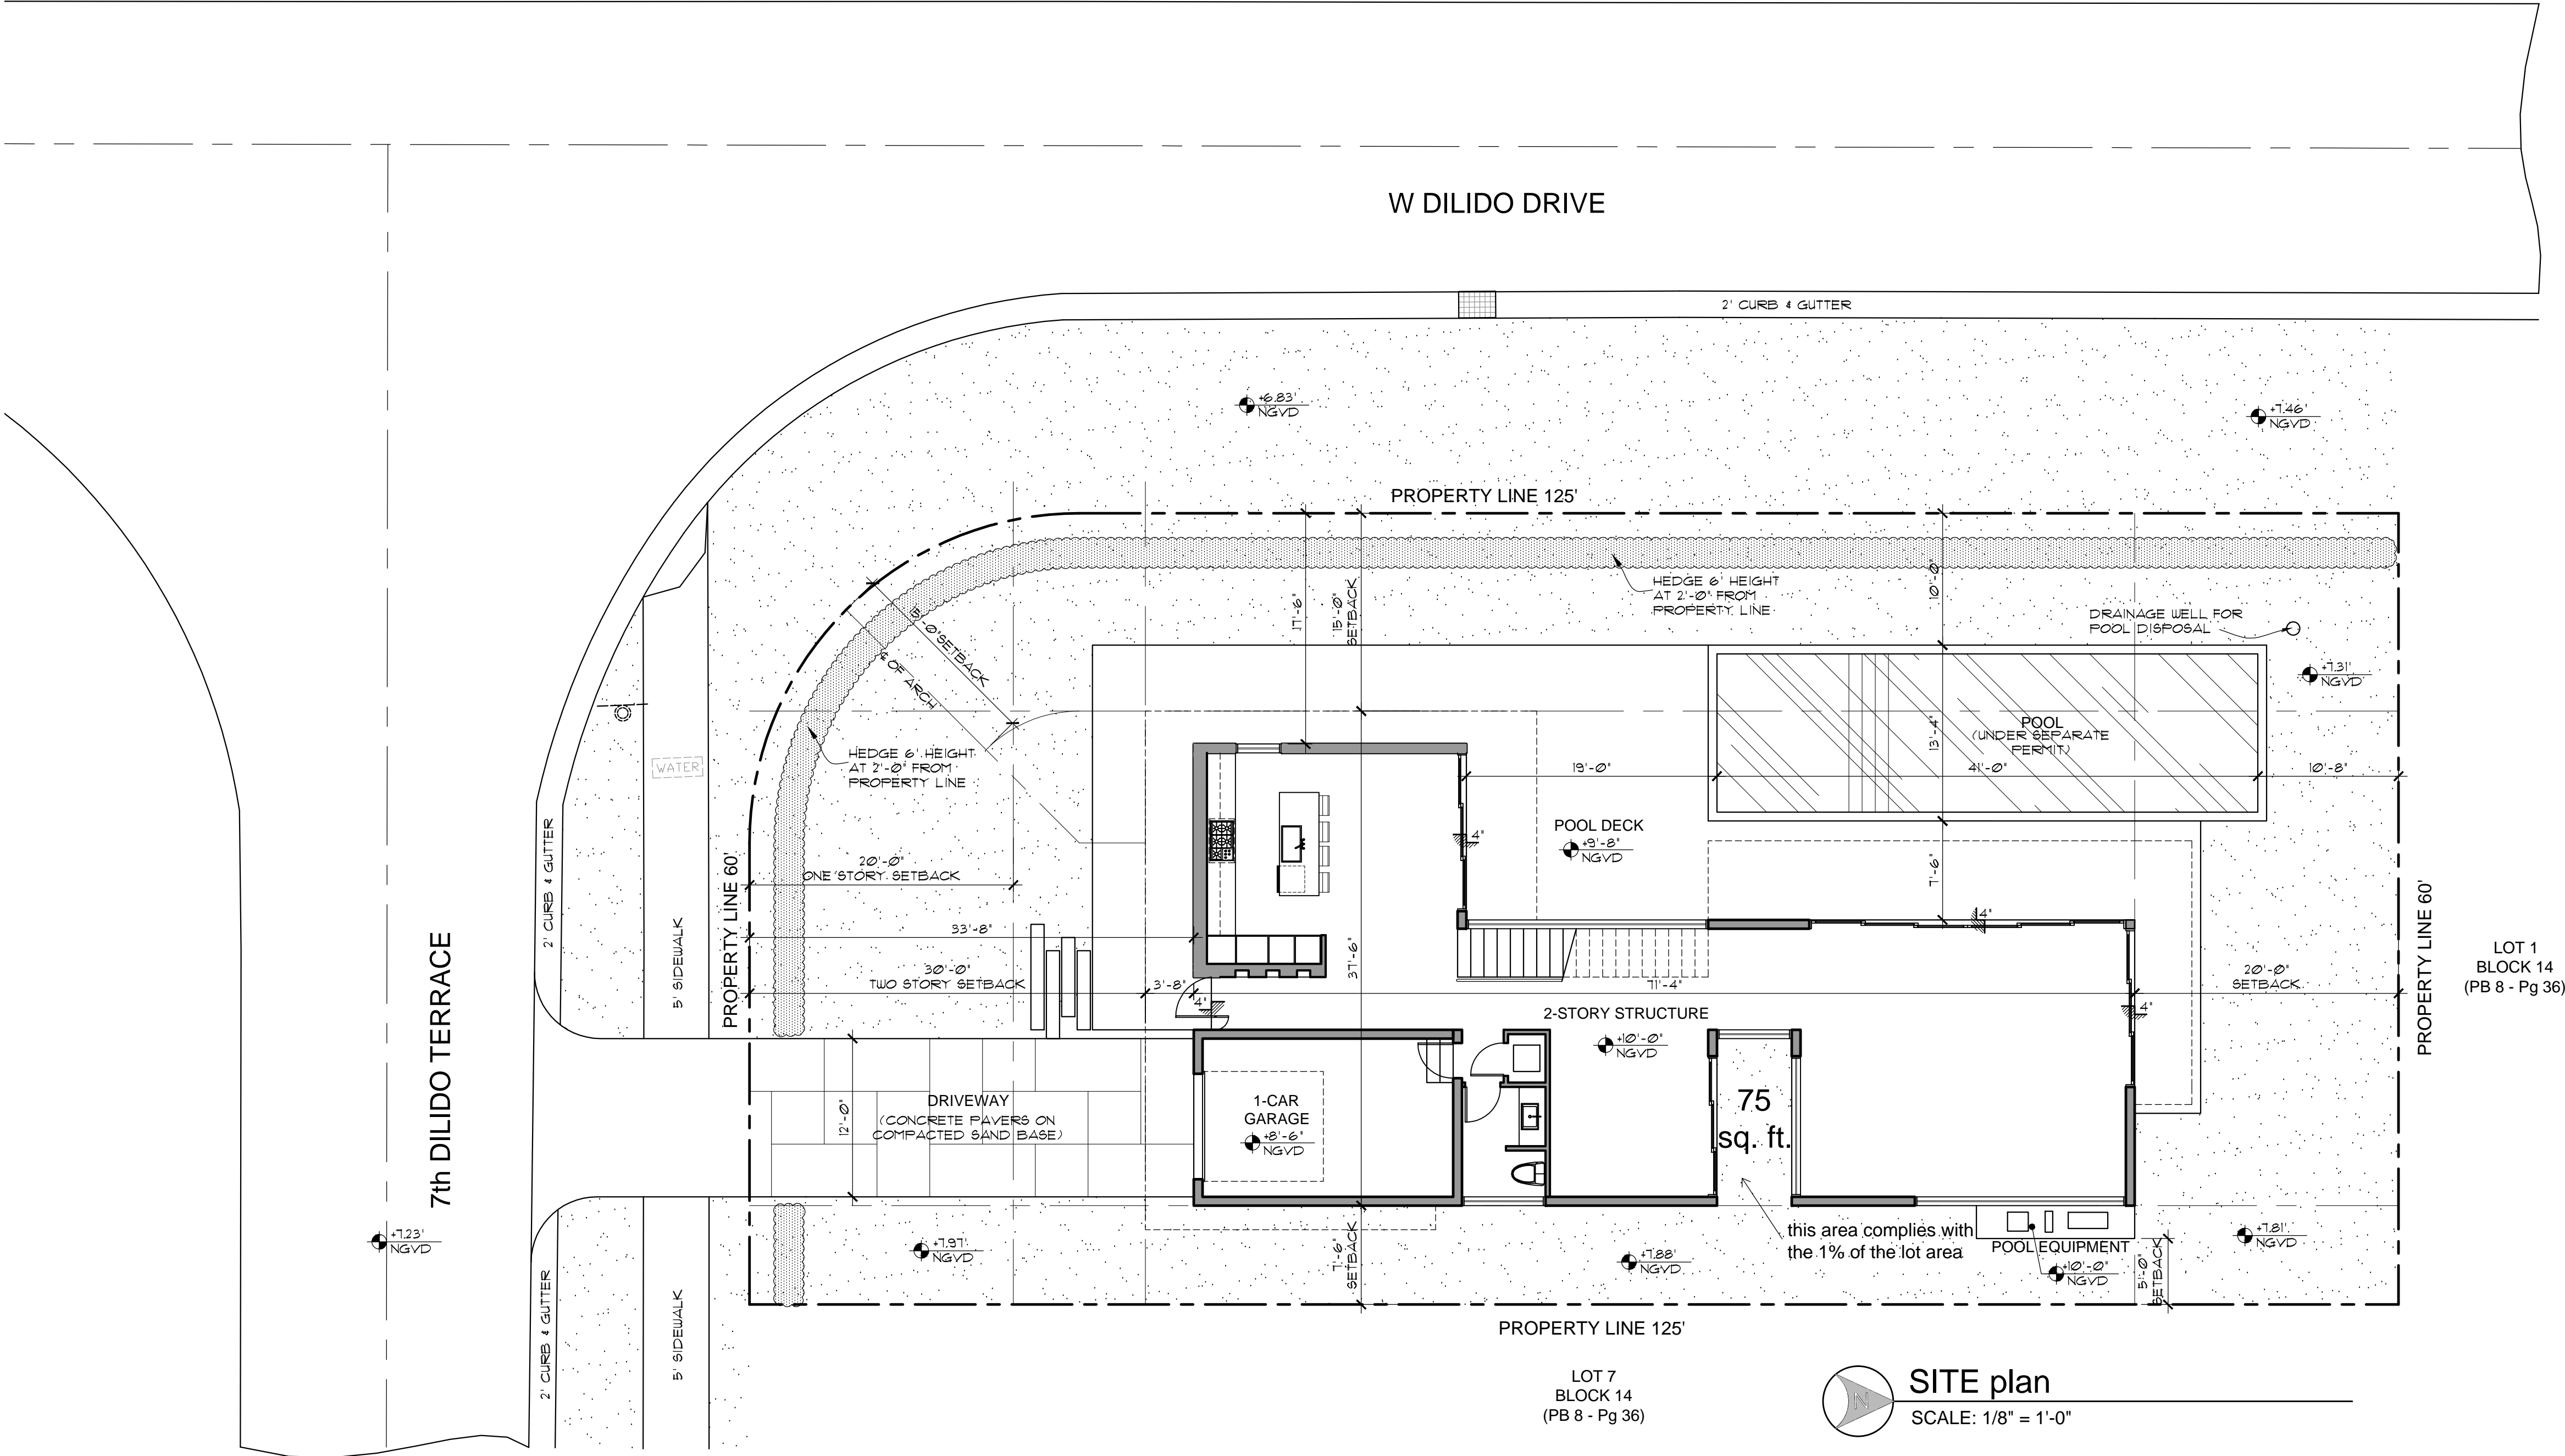 W DILIDO DRIVE
2' CURB & GUTTER
+6.83'
NGVD
+7.46'
NGVD
PROPERTY LINE 125'
HEDGE 6' HEIGHT
AT 2'-0" FROM
PROPERTY LINE
17'-6"
15'-0"
SETBACK
10'-0"
DRAINAGE WELL FOR
POOL DISPOSAL
+7.31'
NGVD
SETBACK
℄ OF ARCH
HEDGE 6' HEIGHT
AT 2'-0" FROM
PROPERTY LINE
WATER
POOL
(UNDER SEPARATE
PERMIT)
13'-4"
19'-0"
41'-0"
10'-8"
POOL DECK
+9'-8"
NGVD
4"
7'-6"
4"
20'-0"
ONE STORY SETBACK
33'-8"
30'-0"
TWO STORY SETBACK
3'-8"
4"
37'-6"
71'-4"
20'-0"
SETBACK
4"
2' CURB & GUTTER
5' SIDEWALK
PROPERTY LINE 60'
PROPERTY LINE 60'
LOT 1
BLOCK 14
(PB 8 - Pg 36)
7th DILIDO TERRACE
2-STORY STRUCTURE
+10'-0"
NGVD
DRIVEWAY
(CONCRETE PAVERS ON
COMPACTED SAND BASE)
12'-0"
1-CAR
GARAGE
+8'-6"
NGVD
75
sq. ft.
this area complies with
the 1% of the lot area
POOL EQUIPMENT
+10'-0"
NGVD
5'-0"
SETBACK
+7.81'
NGVD
+7.23'
NGVD
+7.97'
NGVD
7'-6"
SETBACK
+7.88'
NGVD
2' CURB & GUTTER
5' SIDEWALK
PROPERTY LINE 125'
LOT 7
BLOCK 14
(PB 8 - Pg 36)
N
SITE plan
SCALE: 1/8" = 1'-0"